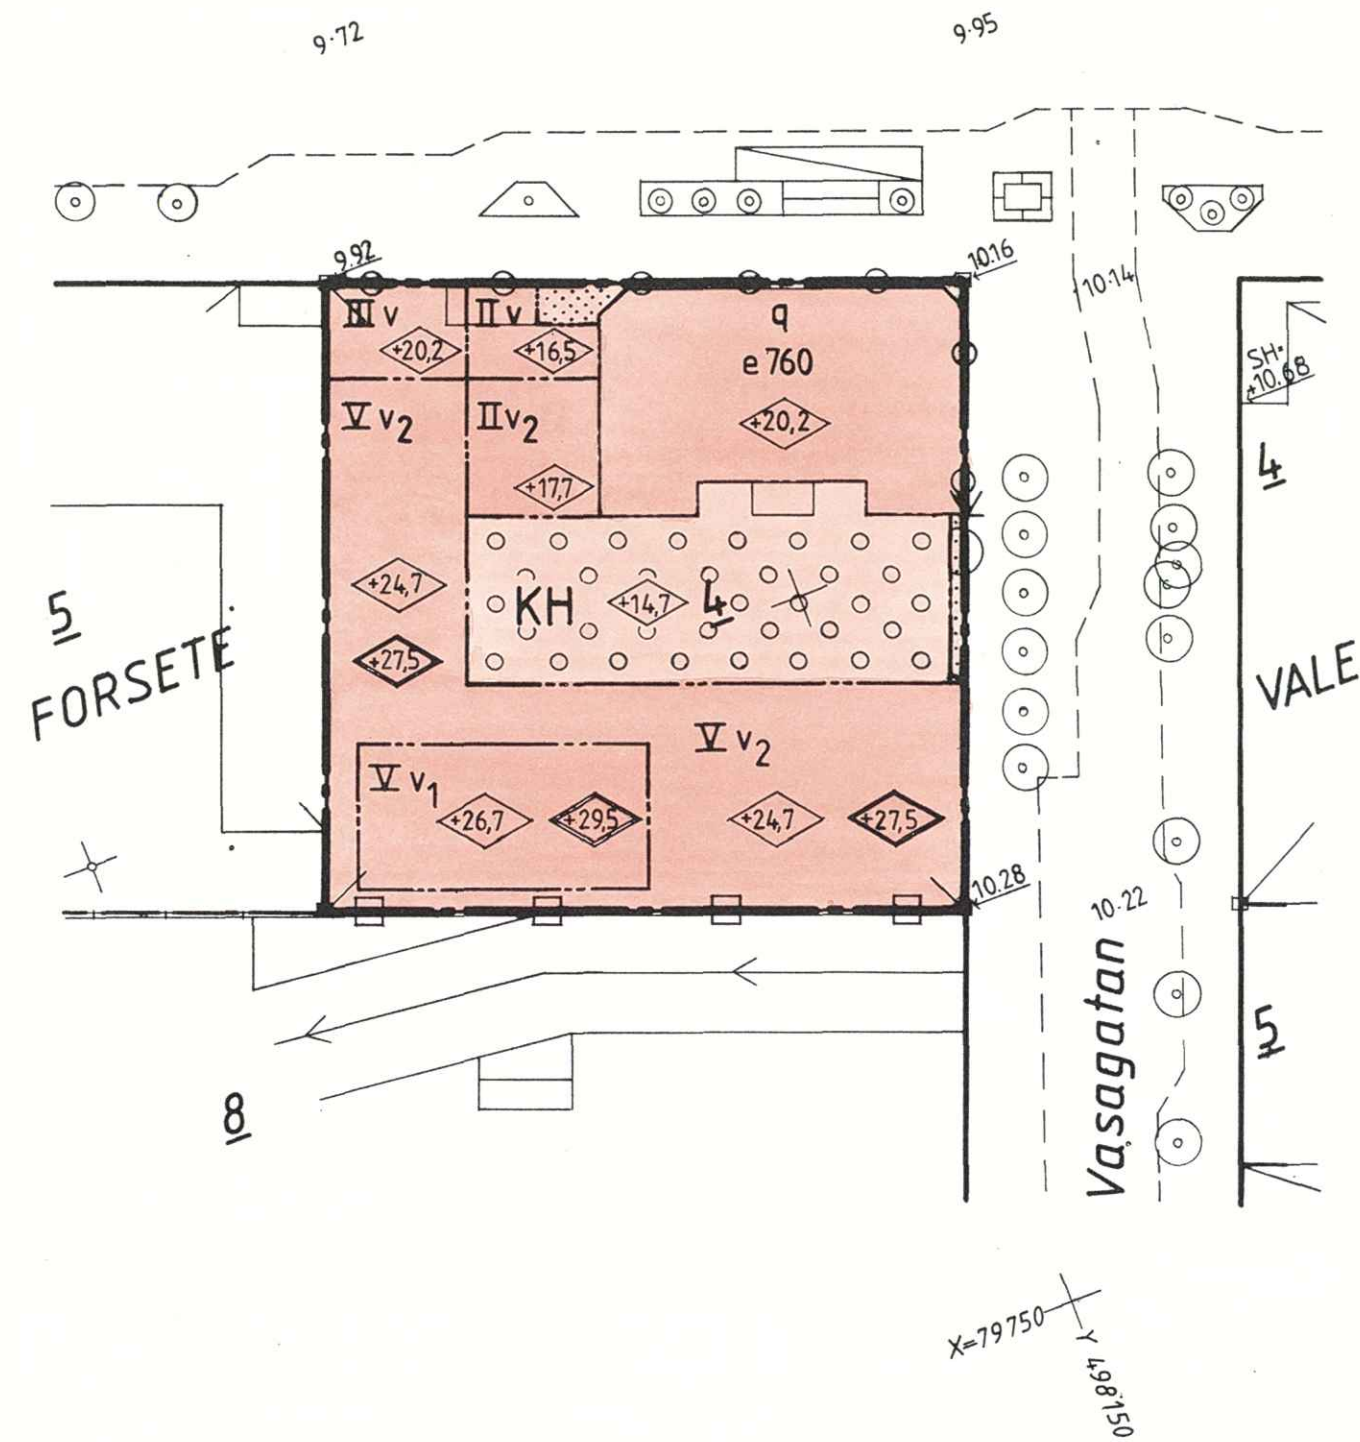 9.72
9.95
9.92
10.16
10.14
III v
II v
q
+20,2
+16,5
e 760
SH.
+10.68
V v2
II v2
+20,2
4
+17,7
+24,7
KH
+14,7
4
5
FORSETE
+27,5
VALE
V v2
V v1
+26,7
+29,5
+24,7
+27,5
10.28
10.22
Vasagatan
5
8
X=79750
Y 498150